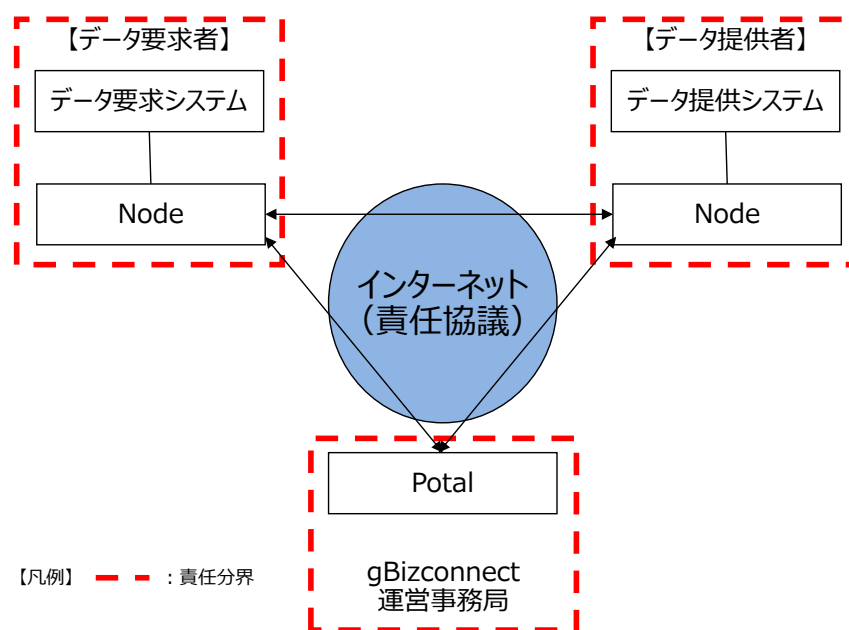 【データ要求者】
データ要求システム
Node
【データ提供者】
データ提供システム
Node
インターネット
（責任協議）
Potal
gBizconnect
運営事務局
【凡例】 ：責任分界